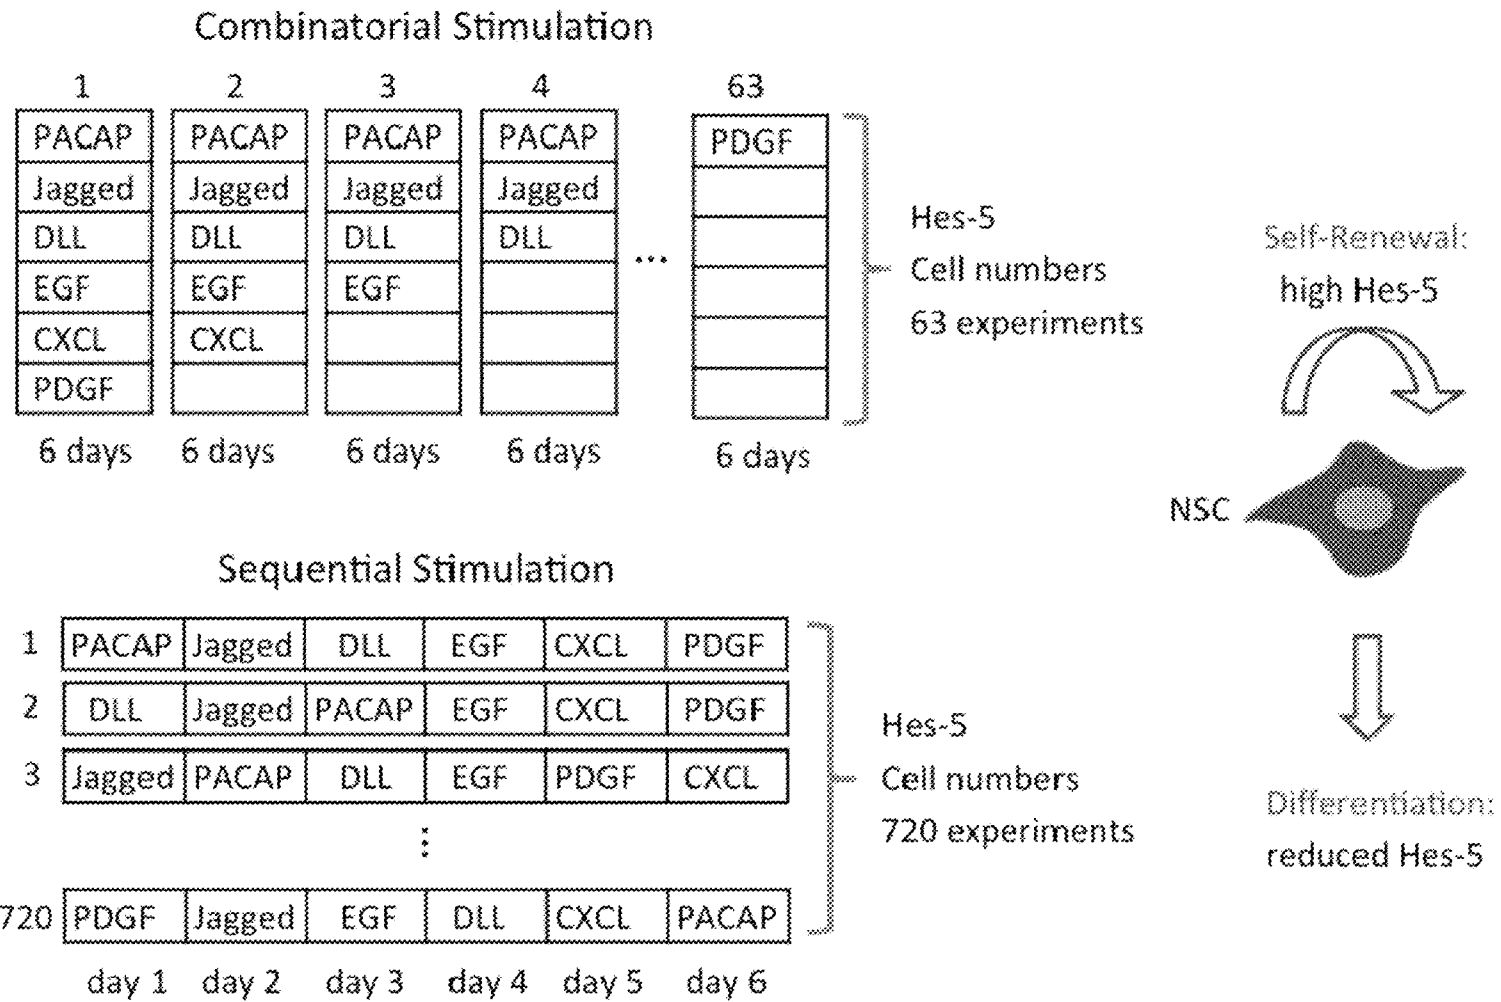 Combinatorial Stimulation
1 2 3 4 63
PACAP PACAP PACAP PACAP PDGF
Jagged Jagged Jagged Jagged
DLL DLL DLL DLL
EGF EGF EGF
CXCL CXCL
PDGF
...
6 days 6 days 6 days 6 days 6 days
Hes-5
Cell numbers
63 experiments
Self-Renewal:
high Hes-5
NSC
Differentiation:
reduced Hes-5
Sequential Stimulation
1 PACAP Jagged DLL EGF CXCL PDGF
2 DLL Jagged PACAP EGF CXCL PDGF
3 Jagged PACAP DLL EGF PDGF CXCL
...
720 PDGF Jagged EGF DLL CXCL PACAP
day 1 day 2 day 3 day 4 day 5 day 6
Hes-5
Cell numbers
720 experiments